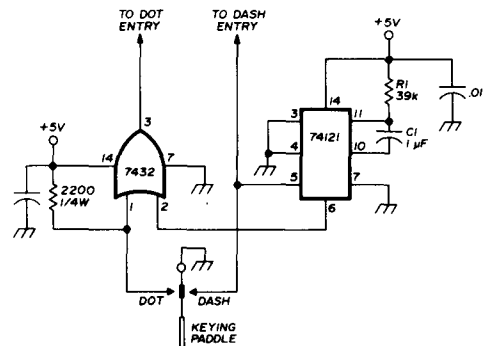 TO DOT
ENTRY
TO DASH
ENTRY
+5V
R1
39k
.01
14
3
11
C1
1 µF
4
74121
10
5
7
6
+5V
3
14
7
7432
2200
1/4W
1
2
DOT
DASH
KEYING
PADDLE